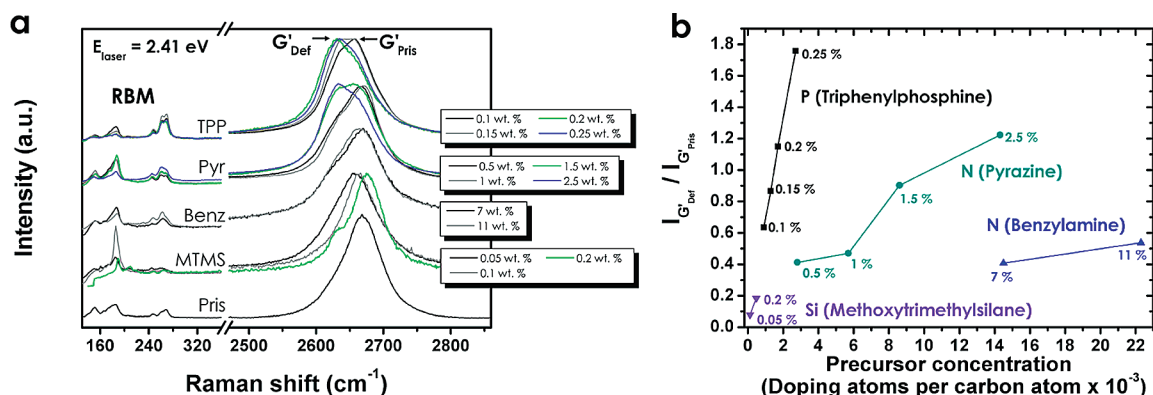 a
E laser = 2.41 eV
G'Def
G'Pris
RBM
TPP
Pyr
Benz
MTMS
Pris
0.1 wt. % 0.2 wt. %
0.15 wt. % 0.25 wt. %
0.5 wt. % 1.5 wt. %
1 wt. % 2.5 wt. %
7 wt. %
11 wt. %
0.05 wt. % 0.2 wt. %
0.1 wt. %
Intensity (a.u.)
160 240 320 2500 2600 2700 2800
Raman shift (cm-1)
b
I G'Def / I G'Pris
1.8
1.6
1.4
1.2
1.0
0.8
0.6
0.4
0.2
0.0
0.25 %
P (Triphenylphosphine)
0.2 %
0.15 %
0.1 %
2.5 %
N (Pyrazine)
1.5 %
0.5 %
1 %
N (Benzylamine)
7 %
11 %
0.2 %
0.05 %
Si (Methoxytrimethylsilane)
0 2 4 6 8 10 12 14 16 18 20 22
Precursor concentration
(Doping atoms per carbon atom x 10-3)